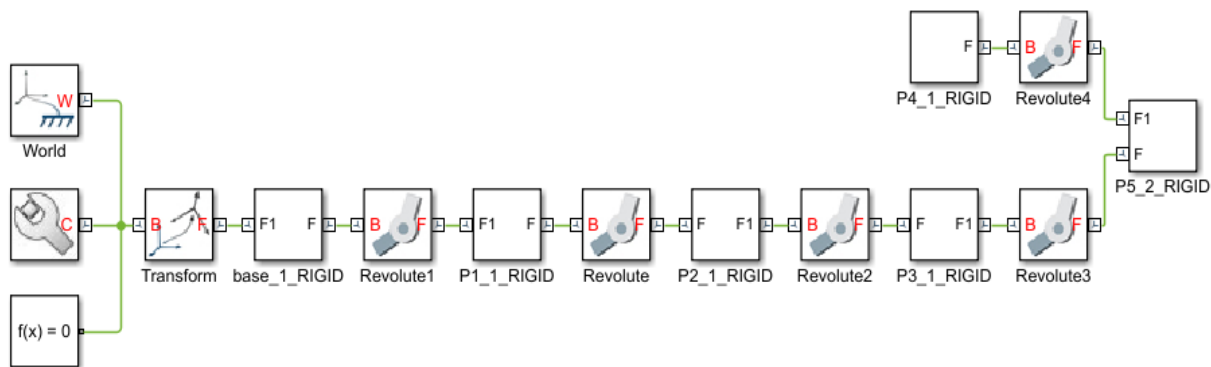 F
B
F
P4_1_RIGID
Revolute4
W
F1
World
F
P5_2_RIGID
C
B
F
F1
F
B
F
F1
F
B
F
F
F1
B
F
F
F1
B
F
Transform
base_1_RIGID
Revolute1
P1_1_RIGID
Revolute
P2_1_RIGID
Revolute2
P3_1_RIGID
Revolute3
f(x) = 0